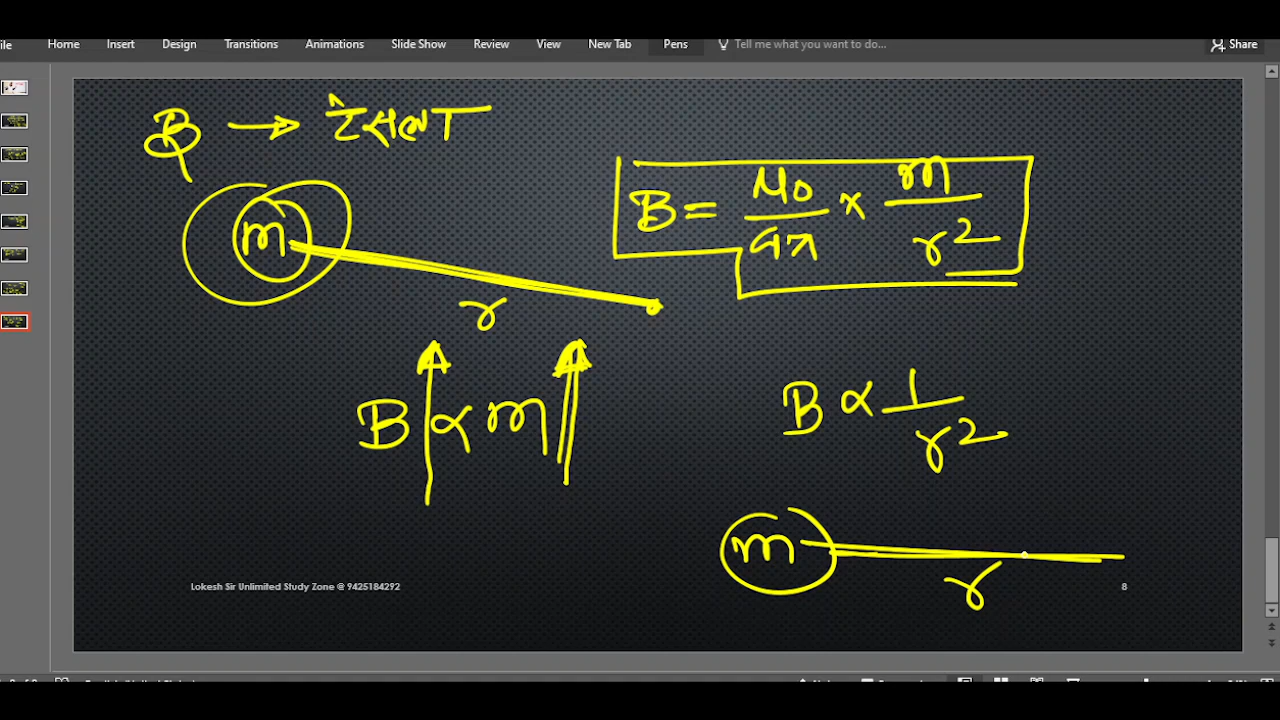 File Home Insert Design Transitions Animations Slide Show Review View New Tab Pens Tell me what you want to do... Share
B → टेसला T
B = μ0/4π × m/r²
m
r
B ∝ m
B ∝ 1/r²
m
r
Lokesh Sir Unlimited Study Zone @ 9425184292
8